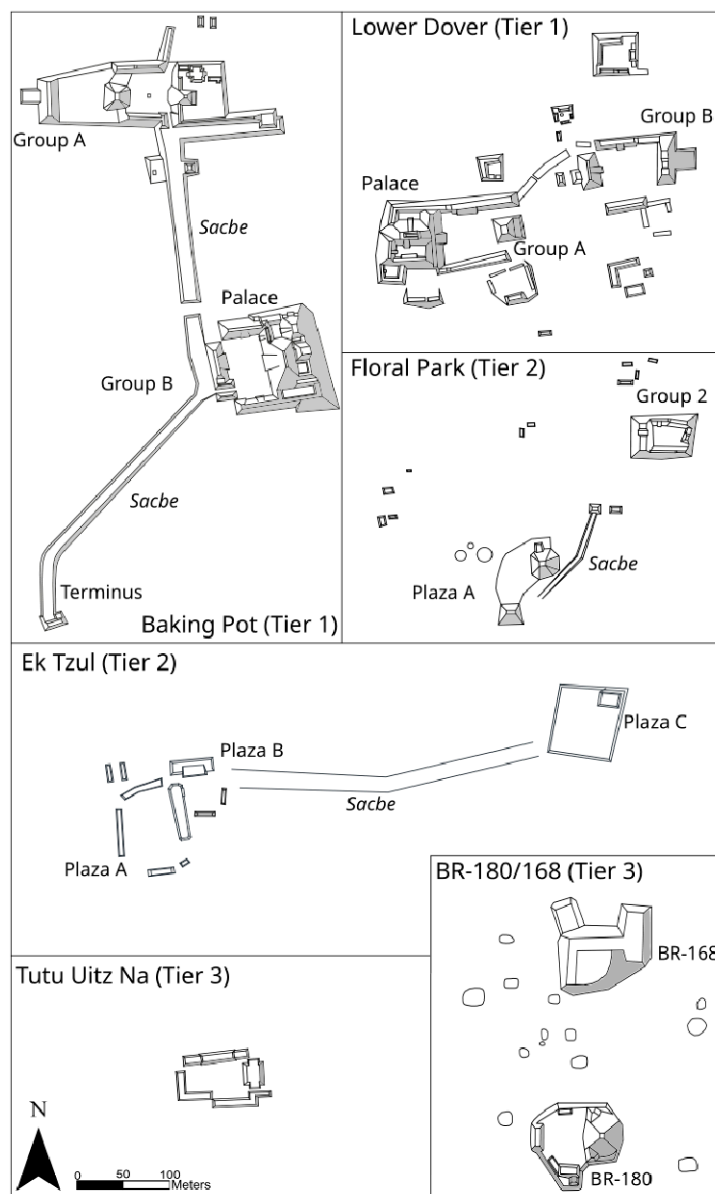 Group A
Sacbe
Palace
Group B
Sacbe
Terminus
Baking Pot (Tier 1)
Lower Dover (Tier 1)
Group B
Palace
Group A
Floral Park (Tier 2)
Group 2
Sacbe
Plaza A
Ek Tzul (Tier 2)
Plaza C
Plaza B
Sacbe
Plaza A
BR-180/168 (Tier 3)
BR-168
BR-180
Tutu Uitz Na (Tier 3)
N
0 50 100
Meters